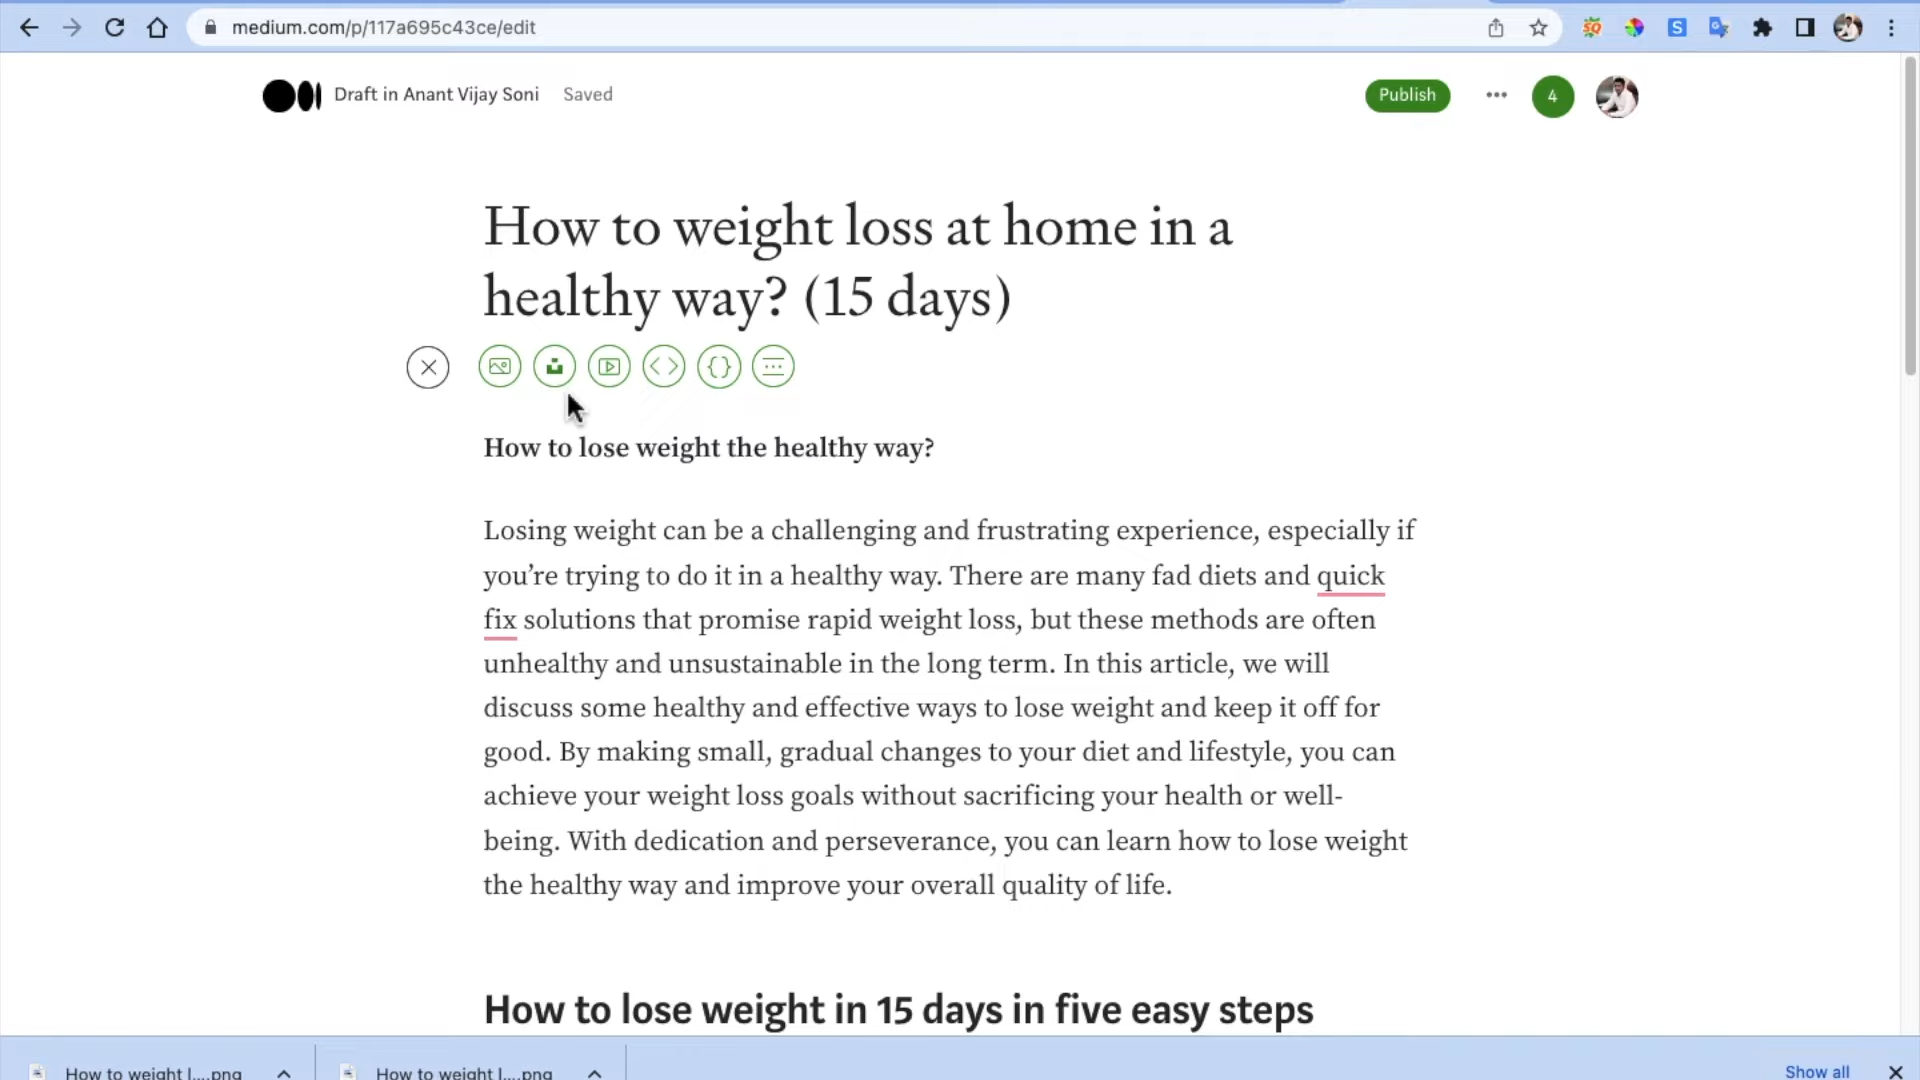 medium.com/p/117a695c43ce/edit
SQ
S
G
Draft in Anant Vijay Soni Saved
Publish
4
How to weight loss at home in a
healthy way? (15 days)
How to lose weight the healthy way?
Losing weight can be a challenging and frustrating experience, especially if
you’re trying to do it in a healthy way. There are many fad diets and quick
fix solutions that promise rapid weight loss, but these methods are often
unhealthy and unsustainable in the long term. In this article, we will
discuss some healthy and effective ways to lose weight and keep it off for
good. By making small, gradual changes to your diet and lifestyle, you can
achieve your weight loss goals without sacrificing your health or well-
being. With dedication and perseverance, you can learn how to lose weight
the healthy way and improve your overall quality of life.
How to lose weight in 15 days in five easy steps
How to weight l....png
How to weight l....png
Show all